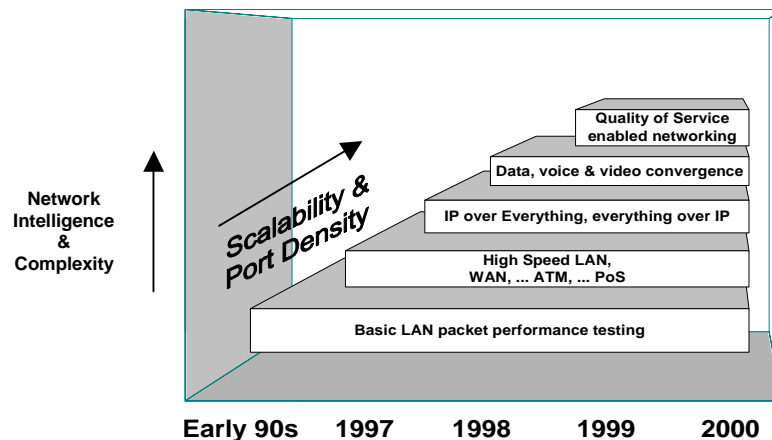 Quality of Service
enabled networking
Data, voice & video convergence
IP over Everything, everything over IP
High Speed LAN,
WAN, ... ATM, ... PoS
Basic LAN packet performance testing
Scalability &
Port Density
Network
Intelligence
&
Complexity
Early 90s 1997 1998 1999 2000